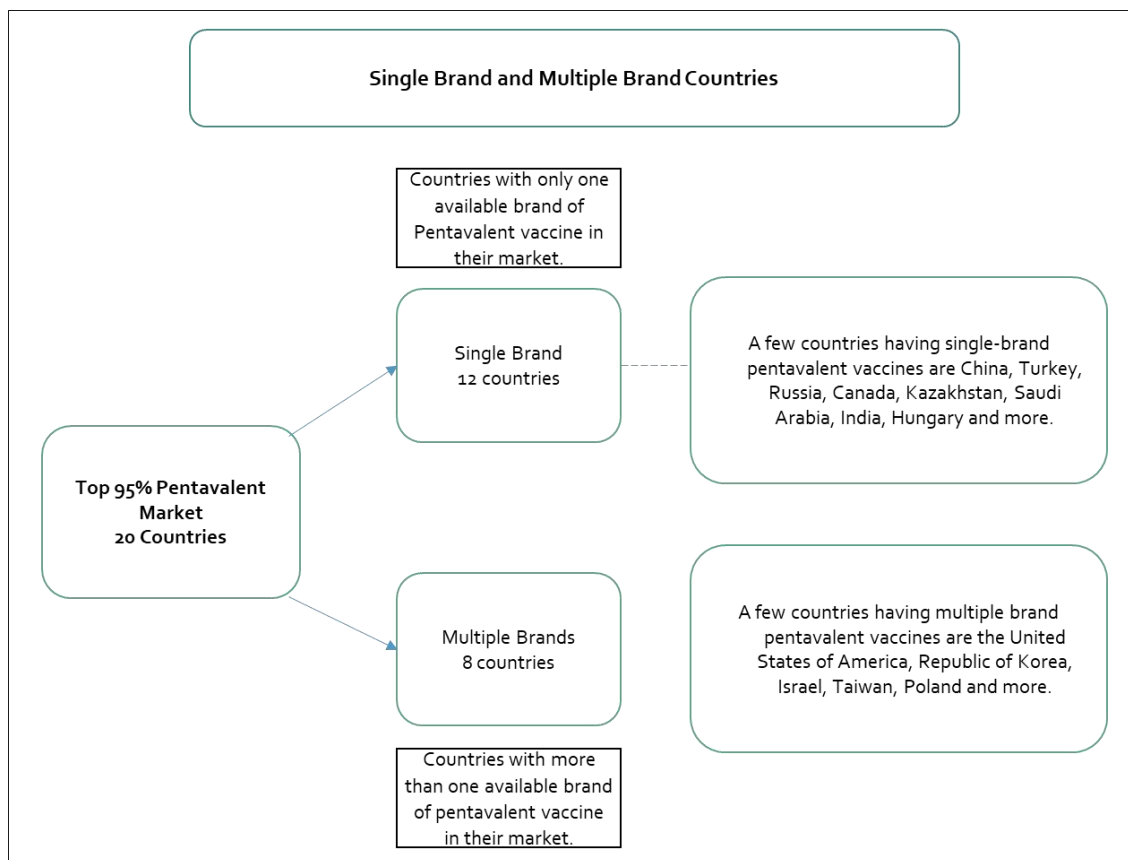 Single Brand and Multiple Brand Countries
Countries with only one
available brand of
Pentavalent vaccine in
their market.
Single Brand
12 countries
A few countries having single-brand
pentavalent vaccines are China, Turkey,
Russia, Canada, Kazakhstan, Saudi
Arabia, India, Hungary and more.
Top 95% Pentavalent
Market
20 Countries
Multiple Brands
8 countries
A few countries having multiple brand
pentavalent vaccines are the United
States of America, Republic of Korea,
Israel, Taiwan, Poland and more.
Countries with more
than one available brand
of pentavalent vaccine
in their market.